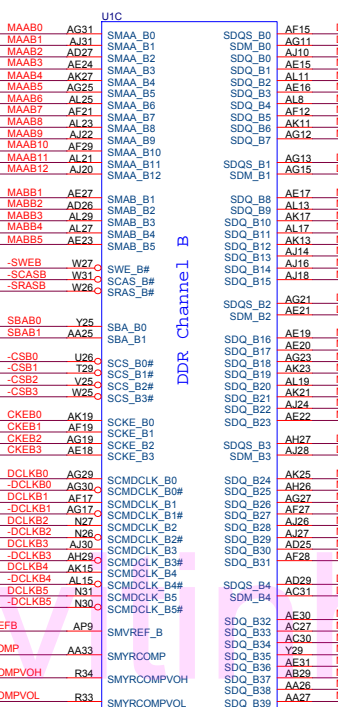 U1C
MAAB0 AG31 SMAA_B0 SDQS_B0 AF15
MAAB1 AJ31 SMAA_B1 SDM_B0 AG11
MAAB2 AD27 SMAA_B2 SDQ_B0 AJ10
MAAB3 AE24 SMAA_B3 SDQ_B1 AE15
MAAB4 AK27 SMAA_B4 SDQ_B2 AL11
MAAB5 AG25 SMAA_B5 SDQ_B3 AE16
MAAB6 AL25 SMAA_B6 SDQ_B4 AL8
MAAB7 AF21 SMAA_B7 SDQ_B5 AF12
MAAB8 AL23 SMAA_B8 SDQ_B6 AK11
MAAB9 AJ22 SMAA_B9 SDQ_B7 AG12
MAAB10 AF29 SMAA_B10
MAAB11 AL21 SMAA_B11 SDQS_B1 AG13
MAAB12 AJ20 SMAA_B12 SDM_B1 AG15
MABB1 AE27 SMAB_B1 SDQ_B8 AE17
MABB2 AD26 SMAB_B2 SDQ_B9 AL13
MABB3 AL29 SMAB_B3 SDQ_B10 AK17
MABB4 AL27 SMAB_B4 SDQ_B11 AL17
MABB5 AE23 SMAB_B5 SDQ_B12 AK13
SDQ_B13 AJ14
-SWEB W27 SWE_B# SDQ_B14 AJ16
-SCASB W31 SCAS_B# SDQ_B15 AJ18
-SRASB W26 SRAS_B#
SDQS_B2 AG21
SBAB0 Y25 SBA_B0 SDM_B2 AE21
SBAB1 AA25 SBA_B1 SDQ_B16 AE19
SDQ_B17 AE20
-CSB0 U26 SCS_B0# SDQ_B18 AG23
-CSB1 T29 SCS_B1# SDQ_B19 AK23
-CSB2 V25 SCS_B2# SDQ_B20 AL19
-CSB3 W25 SCS_B3# SDQ_B21 AK21
SDQ_B22 AJ24
CKEB0 AK19 SCKE_B0 SDQ_B23 AE22
CKEB1 AF19 SCKE_B1
CKEB2 AG19 SCKE_B2 SDQS_B3 AH27
CKEB3 AE18 SCKE_B3 SDM_B3 AJ28
DCLKB0 AG29 SCMDCLK_B0 SDQ_B24 AK25
-DCLKB0 AG30 SCMDCLK_B0# SDQ_B25 AH26
DCLKB1 AF17 SCMDCLK_B1 SDQ_B26 AG27
-DCLKB1 AG17 SCMDCLK_B1# SDQ_B27 AF27
DCLKB2 N27 SCMDCLK_B2 SDQ_B28 AJ26
-DCLKB2 N26 SCMDCLK_B2# SDQ_B29 AJ27
DCLKB3 AJ30 SCMDCLK_B3 SDQ_B30 AD25
-DCLKB3 AH29 SCMDCLK_B3# SDQ_B31 AF28
DCLKB4 AK15 SCMDCLK_B4
-DCLKB4 AL15 SCMDCLK_B4# SDQS_B4 AD29
DCLKB5 N31 SCMDCLK_B5 SDM_B4 AC31
-DCLKB5 N30 SCMDCLK_B5#
SDQ_B32 AE30
EFB AP9 SMVREF_B SDQ_B33 AC27
SDQ_B34 AC30
OMP AA33 SMYRCOMP SDQ_B35 Y29
SDQ_B36 AE31
OMPVOH R34 SMYRCOMPVOH SDQ_B37 AB29
SDQ_B38 AA26
OMPVOL R33 SMYRCOMPVOL SDQ_B39 AA27
DDR Channel B